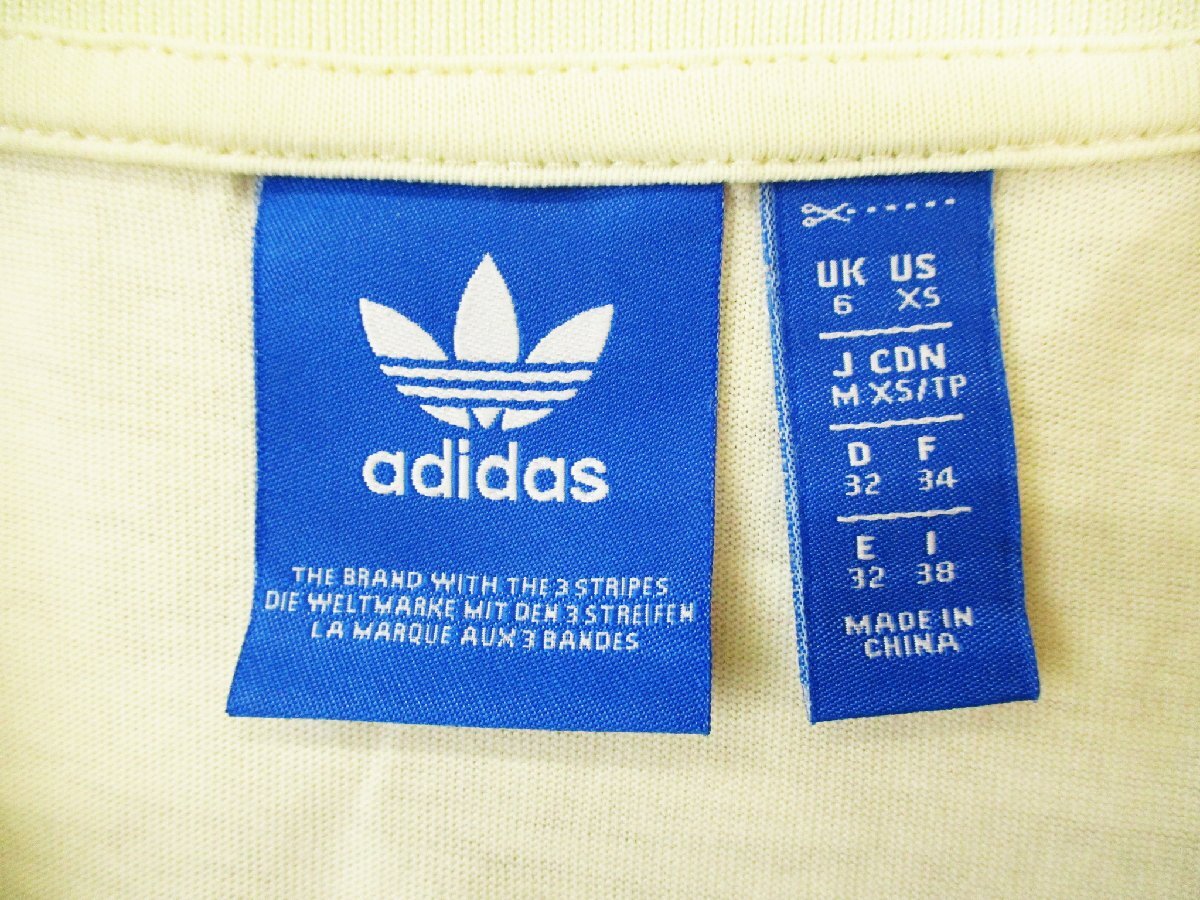 adidas
THE BRAND WITH THE 3 STRIPES
DIE WELTMARKE MIT DEN 3 STREIFEN
LA MARQUE AUX 3 BANDES
UK US
6 XS
J CDN
M XS/TP
D F
32 34
E I
32 38
MADE IN
CHINA